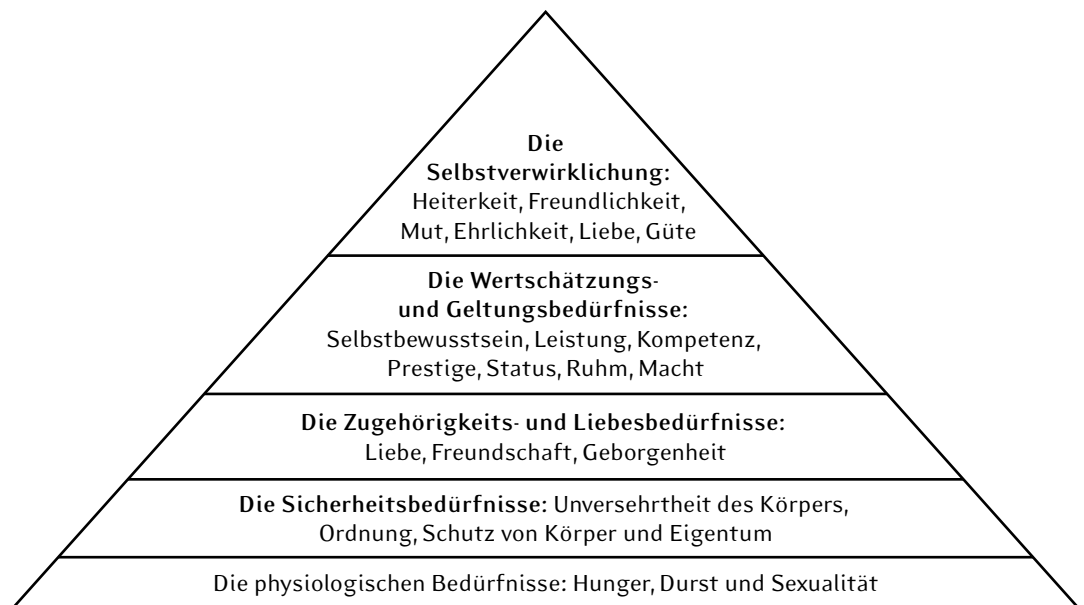 Die
Selbstverwirklichung:
Heiterkeit, Freundlichkeit,
Mut, Ehrlichkeit, Liebe, Güte
Die Wertschätzungs-
und Geltungsbedürfnisse:
Selbstbewusstsein, Leistung, Kompetenz,
Prestige, Status, Ruhm, Macht
Die Zugehörigkeits- und Liebesbedürfnisse:
Liebe, Freundschaft, Geborgenheit
Die Sicherheitsbedürfnisse: Unversehrtheit des Körpers,
Ordnung, Schutz von Körper und Eigentum
Die physiologischen Bedürfnisse: Hunger, Durst und Sexualität